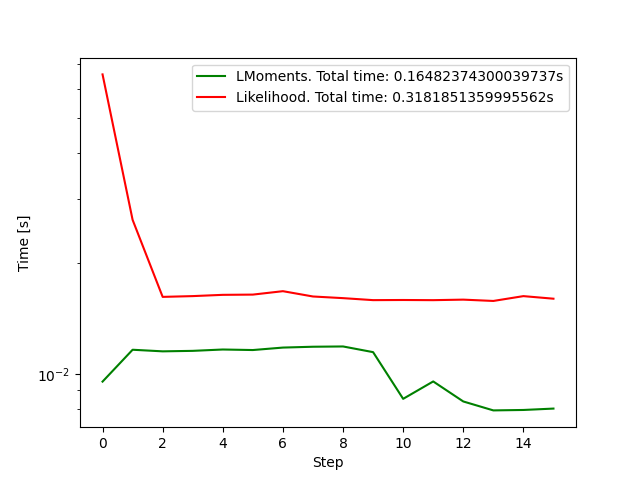 LMoments. Total time: 0.16482374300039737s
Likelihood. Total time: 0.3181851359995562s
Time [s]
10⁻²
0 2 4 6 8 10 12 14
Step